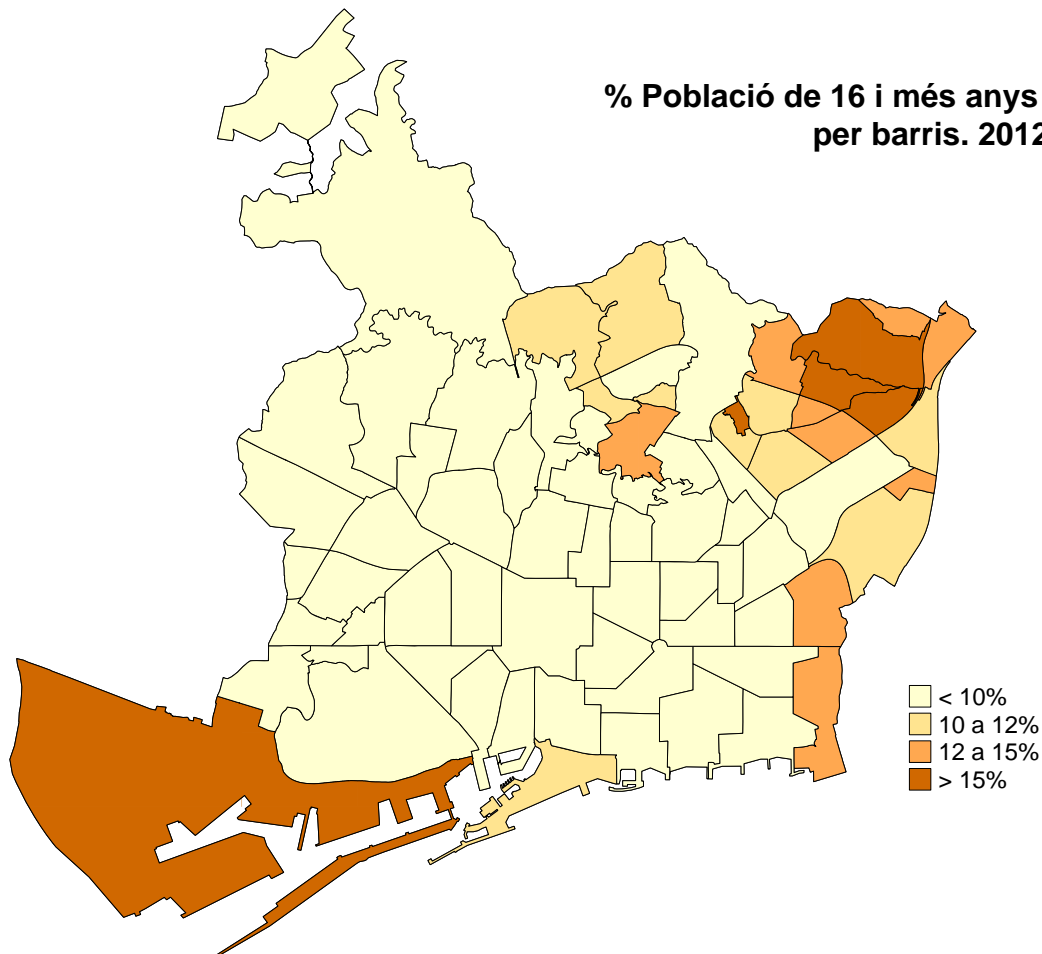 % Població de 16 i més anys
per barris. 2012
< 10%
10 a 12%
12 a 15%
> 15%